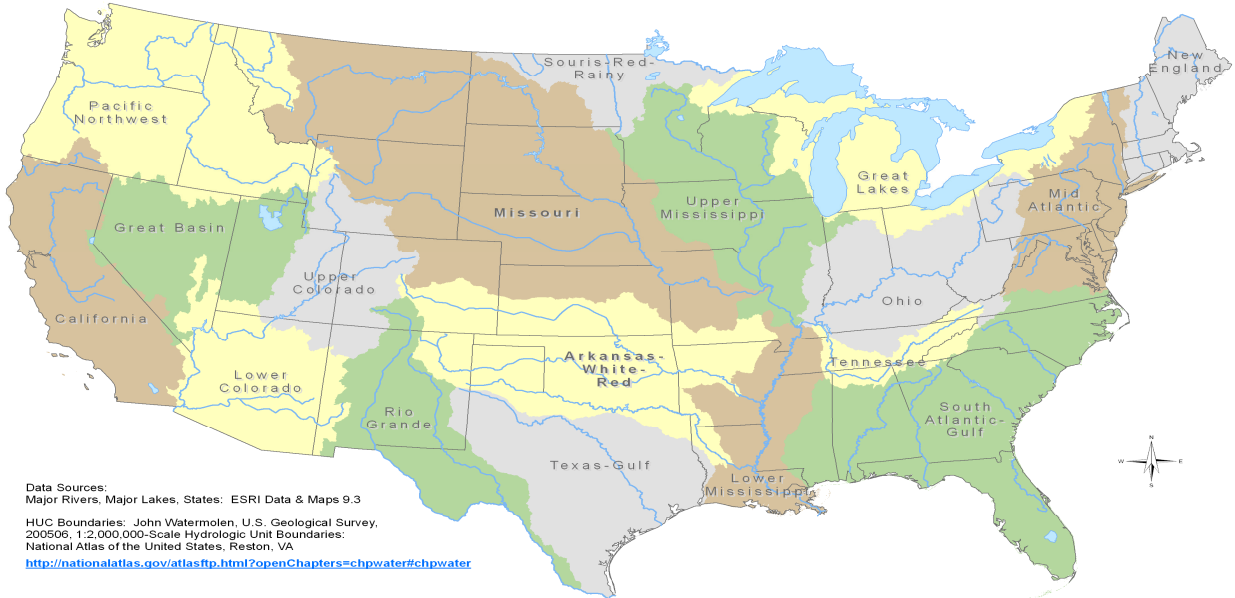 Souris-Red-
Rainy
New
England
Pacific
Northwest
Great
Lakes
Mid
Atlantic
Missouri
Upper
Mississippi
Great Basin
Upper
Colorado
Ohio
California
Arkansas-
White-
Red
Tennessee
Lower
Colorado
Rio
Grande
South
Atlantic-
Gulf
Texas-Gulf
Lower
Mississippi
N
W
E
S
Data Sources:
Major Rivers, Major Lakes, States: ESRI Data & Maps 9.3
HUC Boundaries: John Watermolen, U.S. Geological Survey,
200506, 1:2,000,000-Scale Hydrologic Unit Boundaries:
National Atlas of the United States, Reston, VA
http://nationalatlas.gov/atlasftp.html?openChapters=chpwater#chpwater